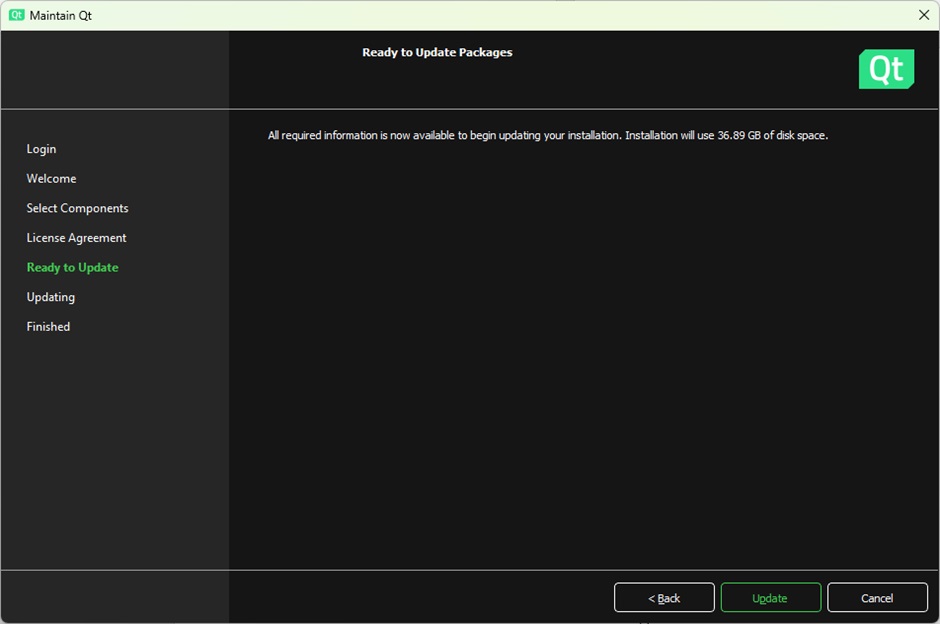 Qt Maintain Qt
Ready to Update Packages
Qt
All required information is now available to begin updating your installation. Installation will use 36.89 GB of disk space.
Login
Welcome
Select Components
License Agreement
Ready to Update
Updating
Finished
< Back
Update
Cancel